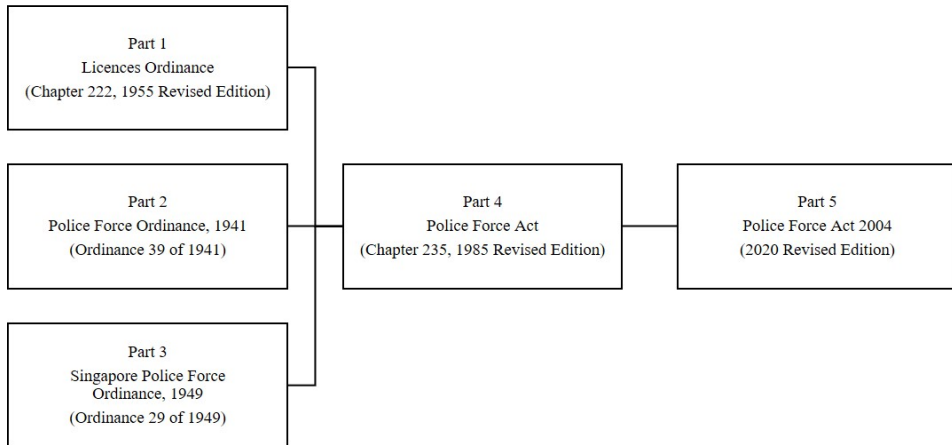 Part 1
Licences Ordinance
(Chapter 222, 1955 Revised Edition)
Part 2
Police Force Ordinance, 1941
(Ordinance 39 of 1941)
Part 3
Singapore Police Force
Ordinance, 1949
(Ordinance 29 of 1949)
Part 4
Police Force Act
(Chapter 235, 1985 Revised Edition)
Part 5
Police Force Act 2004
(2020 Revised Edition)